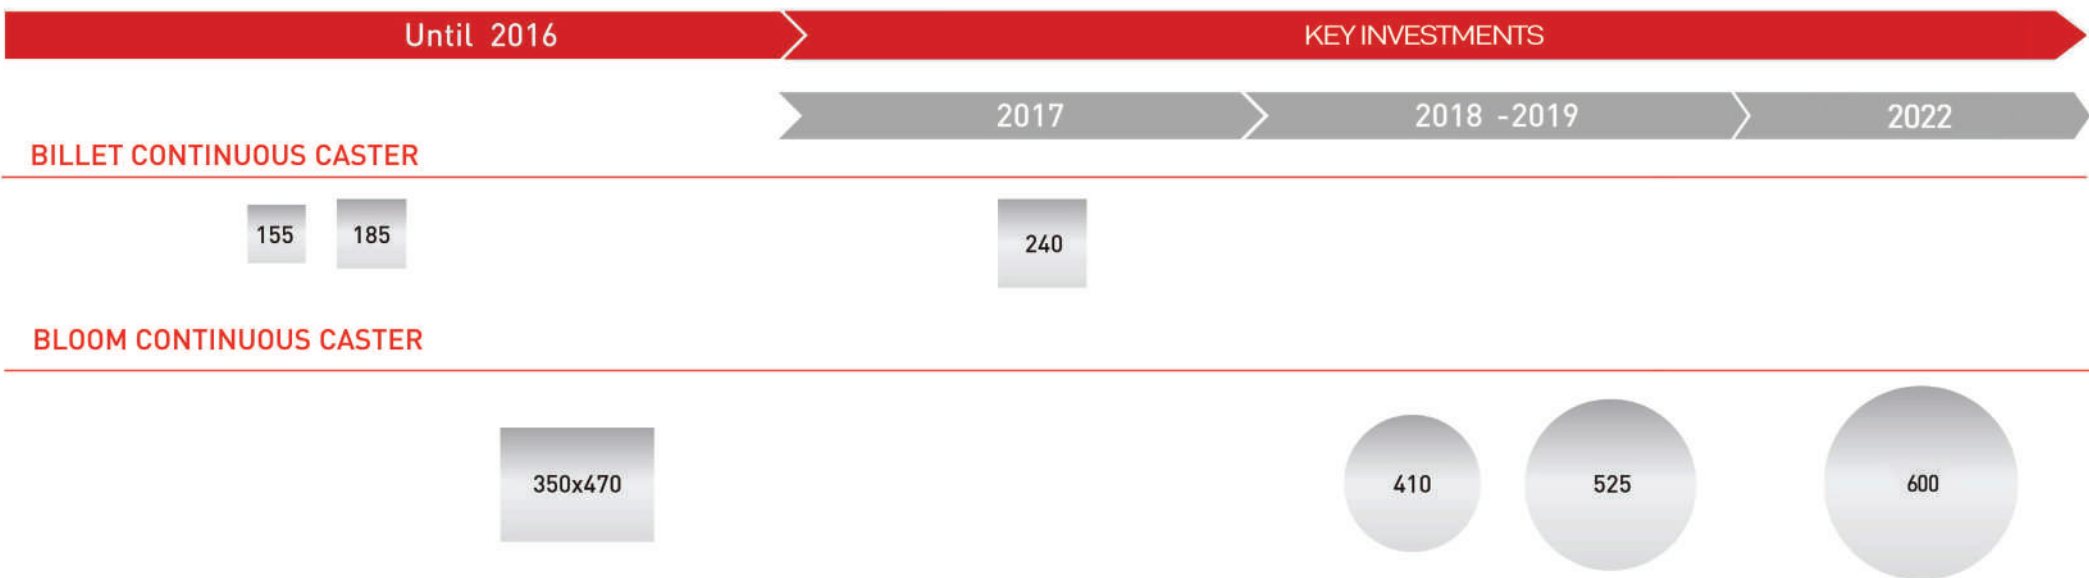 Until 2016
KEY INVESTMENTS
2017
2018 -2019
2022
BILLET CONTINUOUS CASTER
155
185
240
BLOOM CONTINUOUS CASTER
350x470
410
525
600